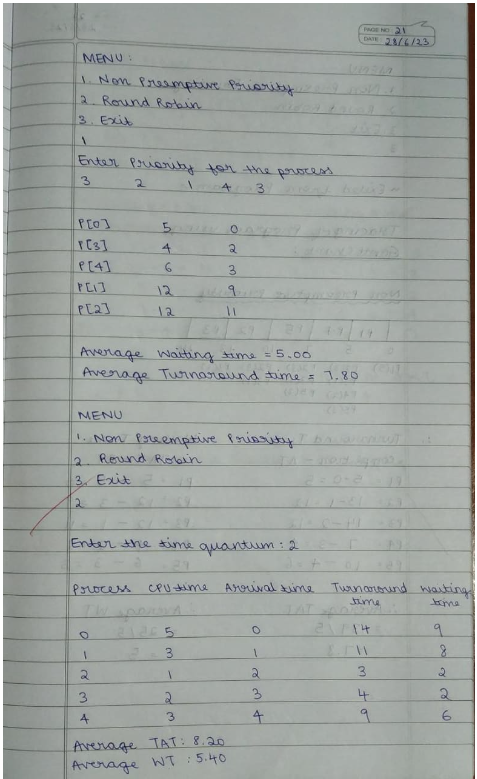 PAGE NO: 21
DATE: 28/6/23
MENU:
1. Non Preemptive Priority
2. Round Robin
3. Exit
1
Enter Priority for the process
3 2 1 4 3
P[0] 5 0
P[3] 4 2
P[4] 6 3
P[1] 12 9
P[2] 12 11
Average Waiting time = 5.00
Average Turnaround time = 7.80
MENU
1. Non Preemptive Priority
2. Round Robin
3. Exit
2
Enter the time quantum: 2
Process CPU time Arrival time Turnaround time Waiting time
0 5 0 14 9
1 3 1 11 8
2 1 2 3 2
3 2 3 4 2
4 3 4 9 6
Average TAT: 8.20
Average WT: 5.40